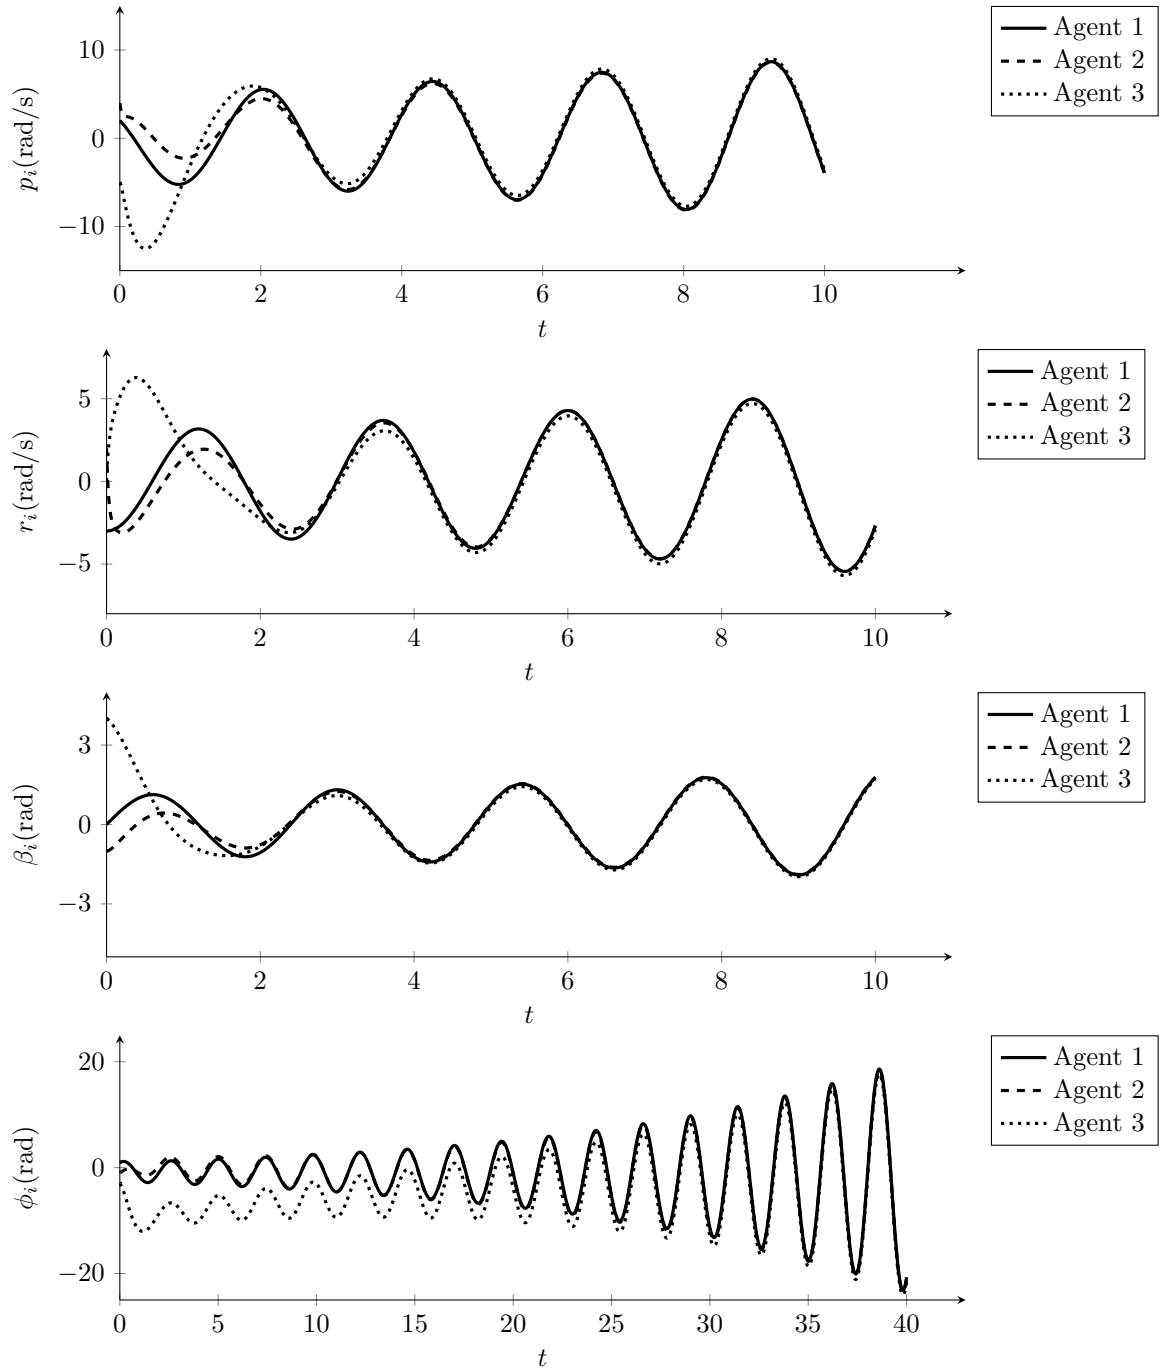 10
0
−10
p_i(rad/s)
0 2 4 6 8 10
t
Agent 1
Agent 2
Agent 3
5
0
−5
r_i(rad/s)
0 2 4 6 8 10
t
Agent 1
Agent 2
Agent 3
3
0
−3
β_i(rad)
0 2 4 6 8 10
t
Agent 1
Agent 2
Agent 3
20
0
−20
ϕ_i(rad)
0 5 10 15 20 25 30 35 40
t
Agent 1
Agent 2
Agent 3